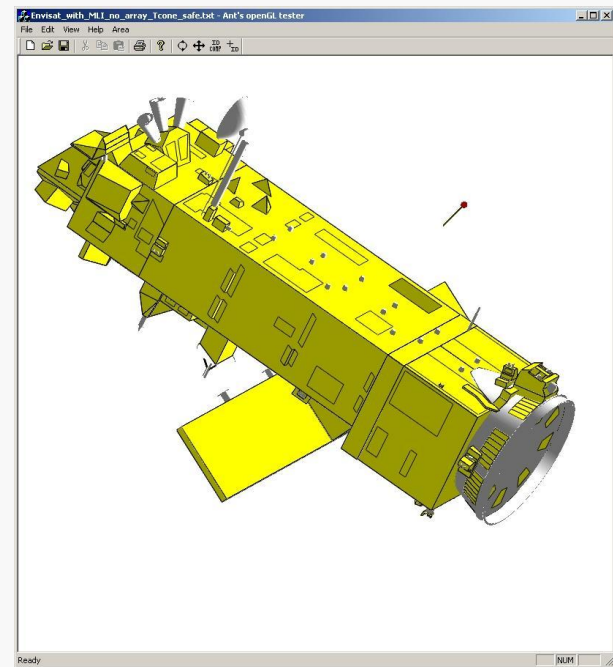 Envisat_with_MLI_no_array_Tcone_safe.txt - Ant's openGL tester
File Edit View Help Area
Ready
NUM